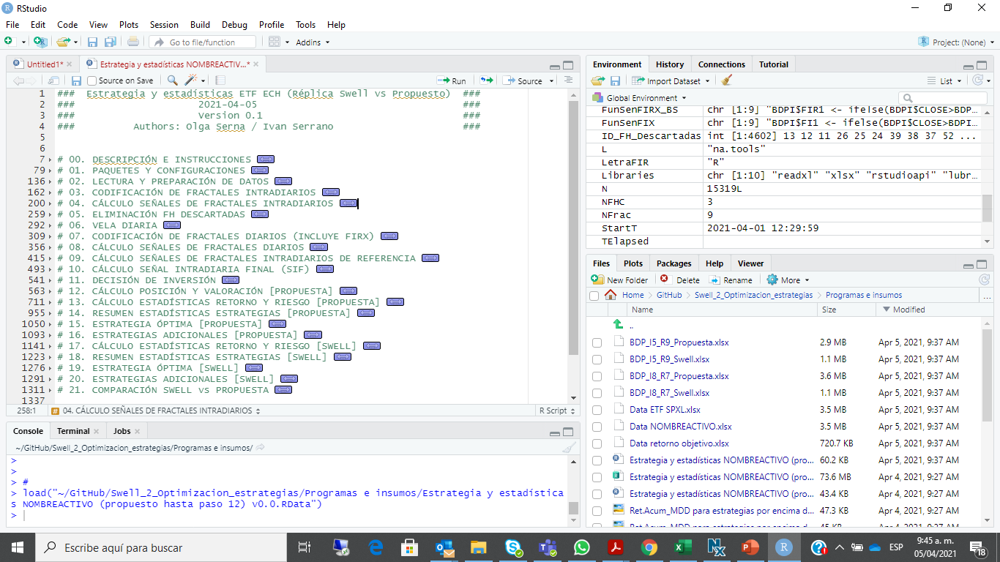 RStudio
File Edit Code View Plots Session Build Debug Profile Tools Help
Go to file/function Addins Project: (None)
Untitled1* Estrategia y estadísticas NOMBREACTIV...*
Source on Save Run Source
1 ### Estrategia y estadísticas ETF ECH (Réplica Swell vs Propuesto) ###
2 ### 2021-04-05 ###
3 ### Version 0.1 ###
4 ### Authors: Olga Serna / Ivan Serrano ###
5
6
7 # 00. DESCRIPCIÓN E INSTRUCCIONES
79 # 01. PAQUETES Y CONFIGURACIONES
136 # 02. LECTURA Y PREPARACIÓN DE DATOS
162 # 03. CODIFICACIÓN DE FRACTALES INTRADIARIOS
200 # 04. CÁLCULO SEÑALES DE FRACTALES INTRADIARIOS
259 # 05. ELIMINACIÓN FH DESCARTADAS
292 # 06. VELA DIARIA
309 # 07. CODIFICACIÓN DE FRACTALES DIARIOS (INCLUYE FIRX)
356 # 08. CÁLCULO SEÑALES DE FRACTALES DIARIOS
415 # 09. CÁLCULO SEÑALES DE FRACTALES INTRADIARIOS DE REFERENCIA
493 # 10. CÁLCULO SEÑAL INTRADIARIA FINAL (SIF)
541 # 11. DECISIÓN DE INVERSIÓN
563 # 12. CÁLCULO POSICIÓN Y VALORACIÓN [PROPUESTA]
711 # 13. CÁLCULO ESTADÍSTICAS RETORNO Y RIESGO [PROPUESTA]
955 # 14. RESUMEN ESTADÍSTICAS ESTRATEGIAS [PROPUESTA]
1050 # 15. ESTRATEGIA ÓPTIMA [PROPUESTA]
1093 # 16. ESTRATEGIAS ADICIONALES [PROPUESTA]
1141 # 17. CÁLCULO ESTADÍSTICAS RETORNO Y RIESGO [SWELL]
1223 # 18. RESUMEN ESTADÍSTICAS ESTRATEGIAS [SWELL]
1276 # 19. ESTRATEGIA ÓPTIMA [SWELL]
1291 # 20. ESTRATEGIAS ADICIONALES [SWELL]
1311 # 21. COMPARACIÓN SWELL VS PROPUESTA
1337
258:1 # 04. CÁLCULO SEÑALES DE FRACTALES INTRADIARIOS R Script
Console Terminal Jobs
~/GitHub/Swell_2_Optimizacion_estrategias/Programas e insumos/
>
>
> #
> load("~/GitHub/Swell_2_Optimizacion_estrategias/Programas e insumos/Estrategia y estadística
s NOMBREACTIVO (propuesto hasta paso 12) v0.0.RData")
>
Environment History Connections Tutorial
Import Dataset List
Global Environment
FunSenFIRX_BS chr [1:9] "BDPI$FIR1 <- ifelse(BDPI$CLOSE>BDP...
FunSenFIX chr [1:9] "BDPI$FI1 <- ifelse(BDPI$CLOSE>BDPI...
ID_FH_Descartadas int [1:4602] 13 12 11 26 25 24 39 38 37 52 ...
L "na.tools"
LetraFIR "R"
Libraries chr [1:10] "readxl" "xlsx" "rstudioapi" "lubr...
N 15319L
NFHC 3
NFrac 9
StartT 2021-04-01 12:29:59
TElapsed
Files Plots Packages Help Viewer
New Folder Delete Rename More
Home GitHub Swell_2_Optimizacion_estrategias Programas e insumos ...
Name Size Modified
..
BDP_I5_R9_Propuesta.xlsx 2.9 MB Apr 5, 2021, 9:37 AM
BDP_I5_R9_Swell.xlsx 1.1 MB Apr 5, 2021, 9:37 AM
BDP_I8_R7_Propuesta.xlsx 3.6 MB Apr 5, 2021, 9:37 AM
BDP_I8_R7_Swell.xlsx 1.1 MB Apr 5, 2021, 9:37 AM
Data ETF SPXL.xlsx 3.5 MB Apr 5, 2021, 9:37 AM
Data NOMBREACTIVO.xlsx 3.5 MB Apr 5, 2021, 9:37 AM
Data retorno objetivo.xlsx 720.7 KB Apr 5, 2021, 9:37 AM
Estrategia y estadísticas NOMBREACTIVO (pro... 60.2 KB Apr 5, 2021, 9:37 AM
Estrategia y estadísticas NOMBREACTIVO (pro... 73.6 MB Apr 4, 2021, 9:27 AM
Estrategia y estadísticas NOMBREACTIVO (pro... 43.4 KB Apr 4, 2021, 9:27 AM
Ret.Acum_MDD para estrategias por encima d... 47.3 KB Apr 4, 2021, 9:27 AM
Ret.Acum_MDD para estrategias por encima d... 45 KB Apr 4, 2021, 9:27 AM
Escribe aquí para buscar
ESP
9:45 a. m.
05/04/2021
18